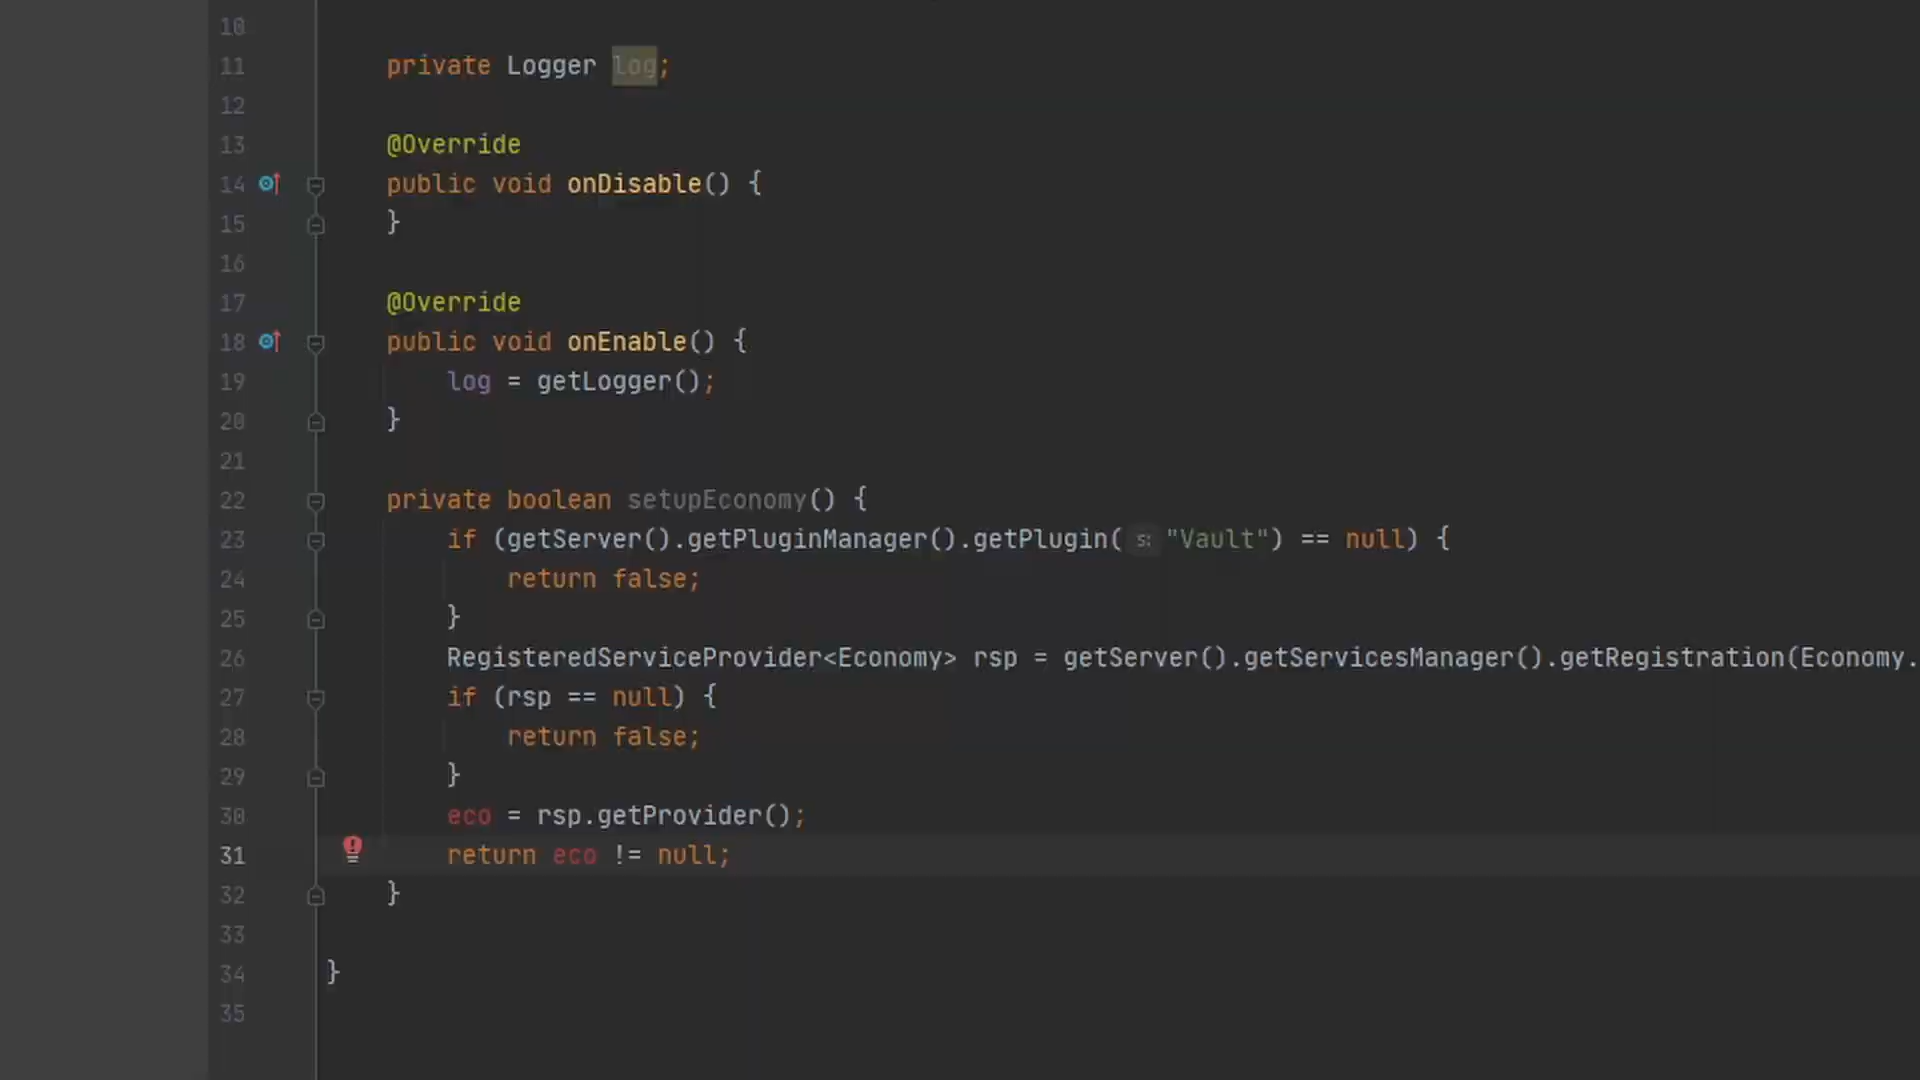 10
11 private Logger log;
12
13 @Override
14 public void onDisable() {
15 }
16
17 @Override
18 public void onEnable() {
19 log = getLogger();
20 }
21
22 private boolean setupEconomy() {
23 if (getServer().getPluginManager().getPlugin( s: "Vault") == null) {
24 return false;
25 }
26 RegisteredServiceProvider<Economy> rsp = getServer().getServicesManager().getRegistration(Economy.
27 if (rsp == null) {
28 return false;
29 }
30 eco = rsp.getProvider();
31 return eco != null;
32 }
33
34 }
35